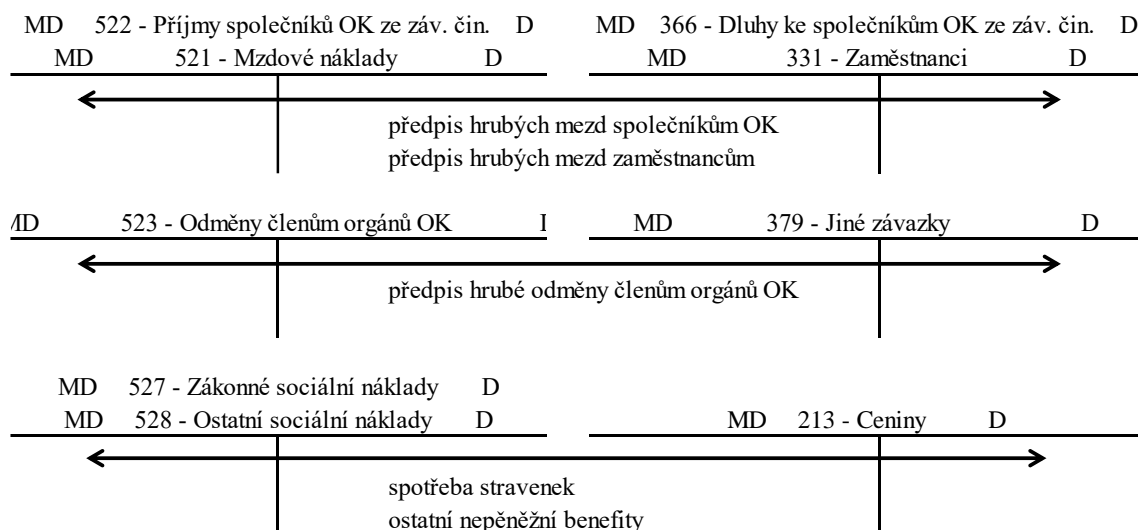 MD 522 - Příjmy společníků OK ze záv. čin. D MD 366 - Dluhy ke společníkům OK ze záv. čin. D
MD 521 - Mzdové náklady D MD 331 - Zaměstnanci D
předpis hrubých mezd společníkům OK
předpis hrubých mezd zaměstnancům
MD 523 - Odměny členům orgánů OK MD 379 - Jiné závazky D
předpis hrubé odměny členům orgánů OK
MD 527 - Zákonné sociální náklady D
MD 528 - Ostatní sociální náklady D MD 213 - Ceniny D
spotřeba stravenek
ostatní nepěněžní benefity